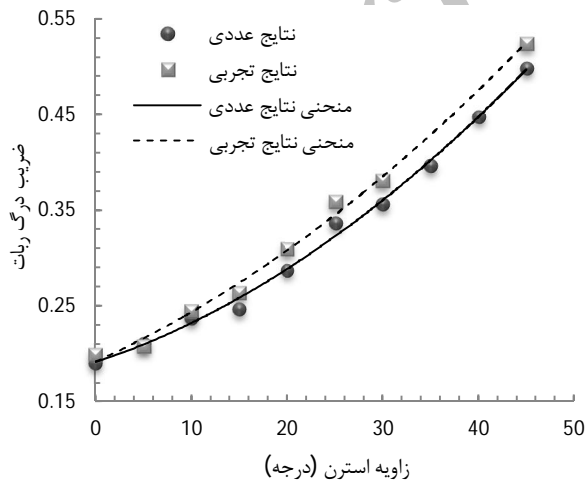 نتایج عددی
نتایج تجربی
منحنی نتایج عددی
منحنی نتایج تجربی
ضریب درگ ربات
0.55
0.45
0.35
0.25
0.15
0
10
20
30
40
50
زاویه استرن (درجه)